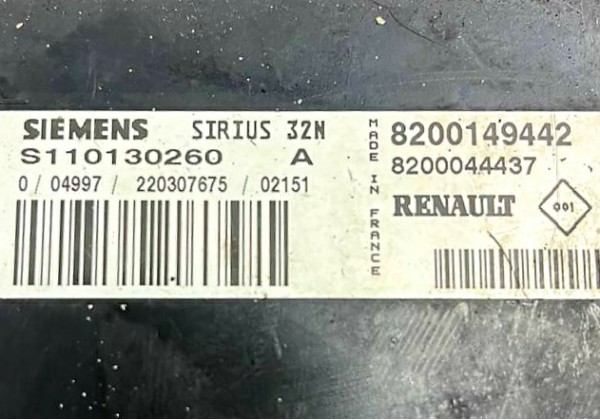 SIEMENS SIRIUS 32N
S110130260 A
0 / 04997 / 220307675 / 02151
MADE IN FRANCE
8200149442
8200044437
RENAULT 001